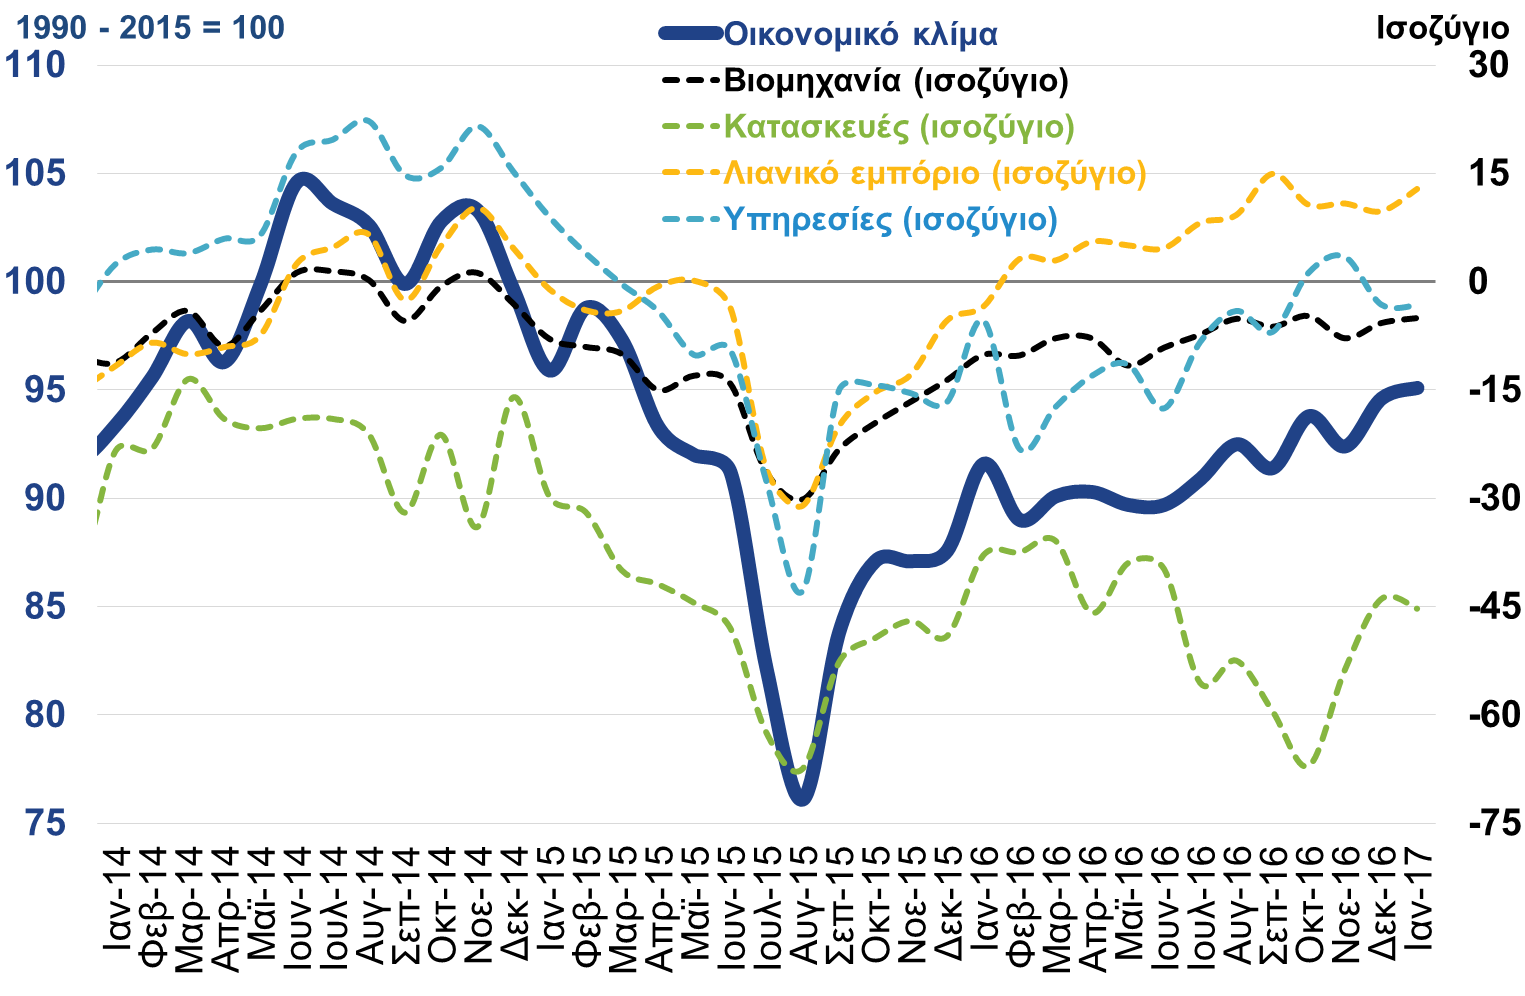 1990 - 2015 = 100
Ισοζύγιο
Οικονομικό κλίμα
Βιομηχανία (ισοζύγιο)
Κατασκευές (ισοζύγιο)
Λιανικό εμπόριο (ισοζύγιο)
Υπηρεσίες (ισοζύγιο)
110
105
100
95
90
85
80
75
30
15
0
-15
-30
-45
-60
-75
Ιαν-14
Φεβ-14
Μαρ-14
Απρ-14
Μαϊ-14
Ιουν-14
Ιουλ-14
Αυγ-14
Σεπ-14
Οκτ-14
Νοε-14
Δεκ-14
Ιαν-15
Φεβ-15
Μαρ-15
Απρ-15
Μαϊ-15
Ιουν-15
Ιουλ-15
Αυγ-15
Σεπ-15
Οκτ-15
Νοε-15
Δεκ-15
Ιαν-16
Φεβ-16
Μαρ-16
Απρ-16
Μαϊ-16
Ιουν-16
Ιουλ-16
Αυγ-16
Σεπ-16
Οκτ-16
Νοε-16
Δεκ-16
Ιαν-17